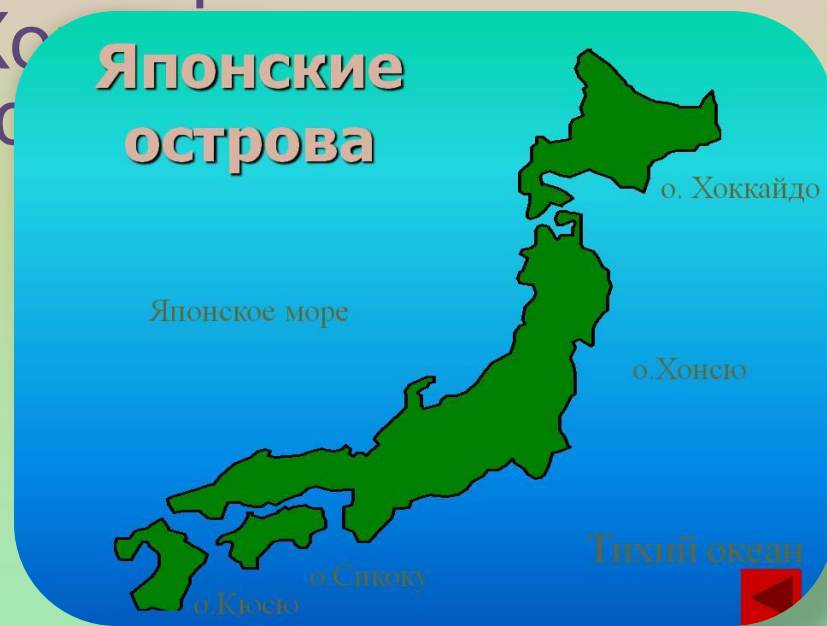 Японские
острова
о. Хоккайдо
Японское море
о.Хонсю
Тихий океан
о.Сикоку
о.Кюсю